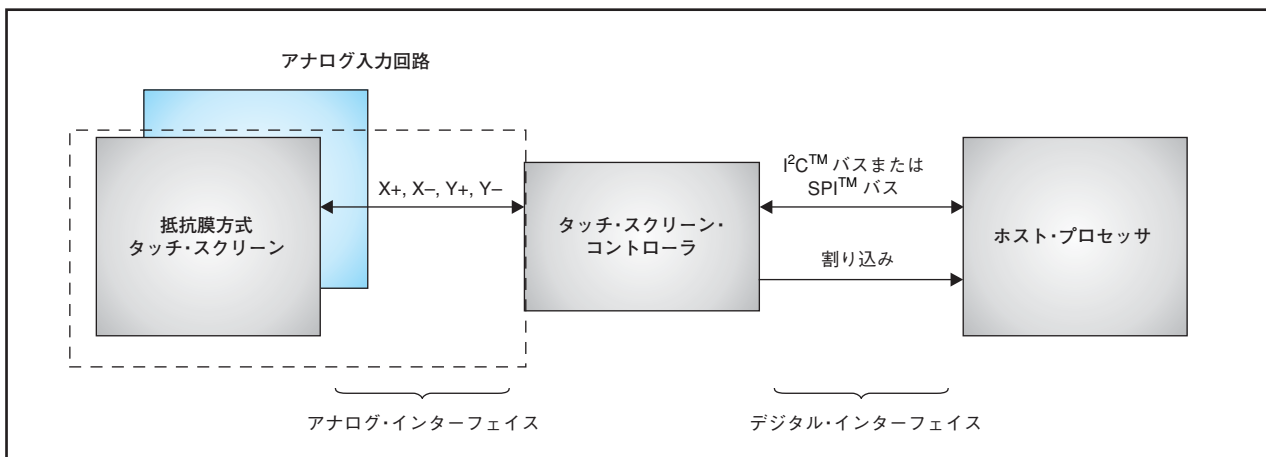 アナログ入力回路
抵抗膜方式
タッチ・スクリーン
X+, X–, Y+, Y–
タッチ・スクリーン・
コントローラ
I²C™ バスまたは
SPI™ バス
割り込み
ホスト・プロセッサ
アナログ・インターフェイス
デジタル・インターフェイス